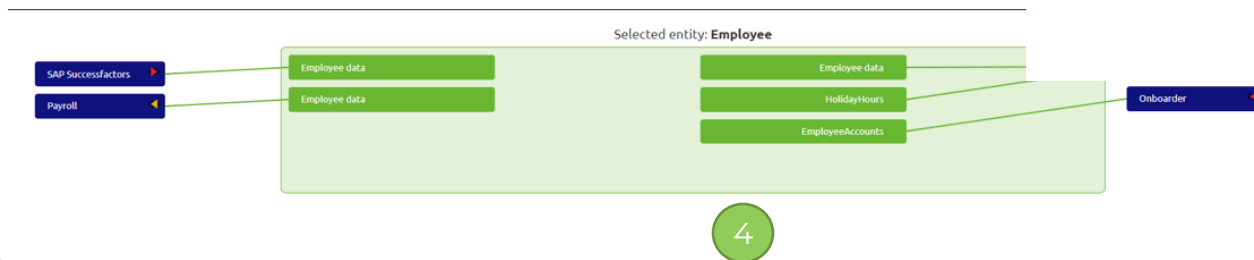 Selected entity: Employee
SAP Successfactors
Employee data
Employee data
Payroll
Employee data
HolidayHours
Onboarder
EmployeeAccounts
4